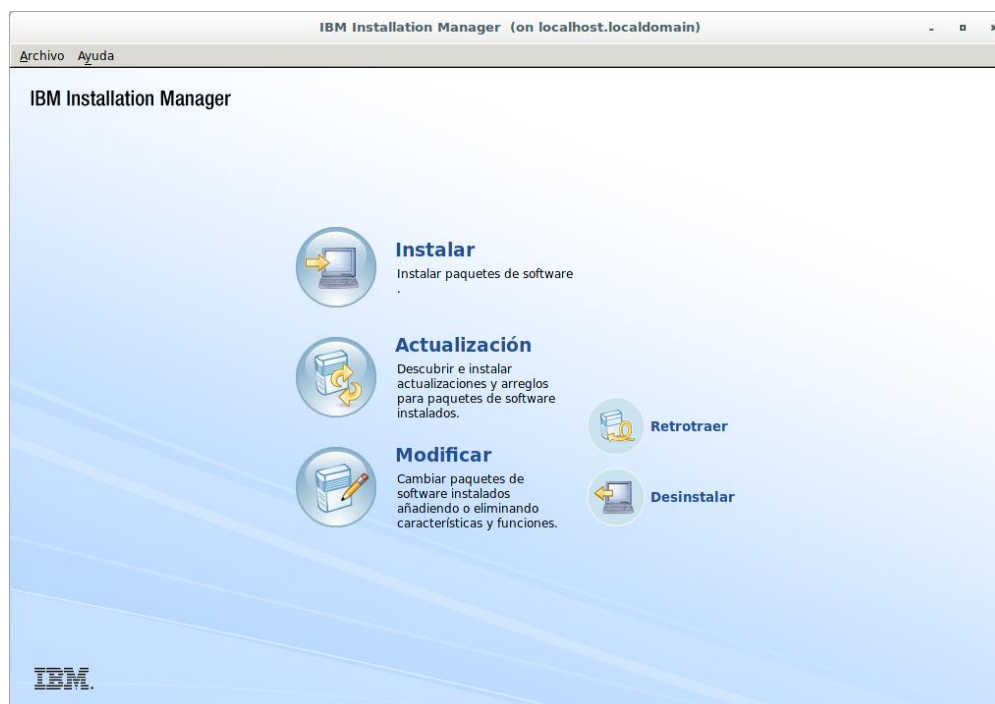 IBM Installation Manager (on localhost.localdomain)
Archivo Ayuda
IBM Installation Manager
Instalar
Instalar paquetes de software
.
Actualización
Descubrir e instalar
actualizaciones y arreglos
para paquetes de software
instalados.
Modificar
Cambiar paquetes de
software instalados
añadiendo o eliminando
características y funciones.
Retrotraer
Desinstalar
IBM.